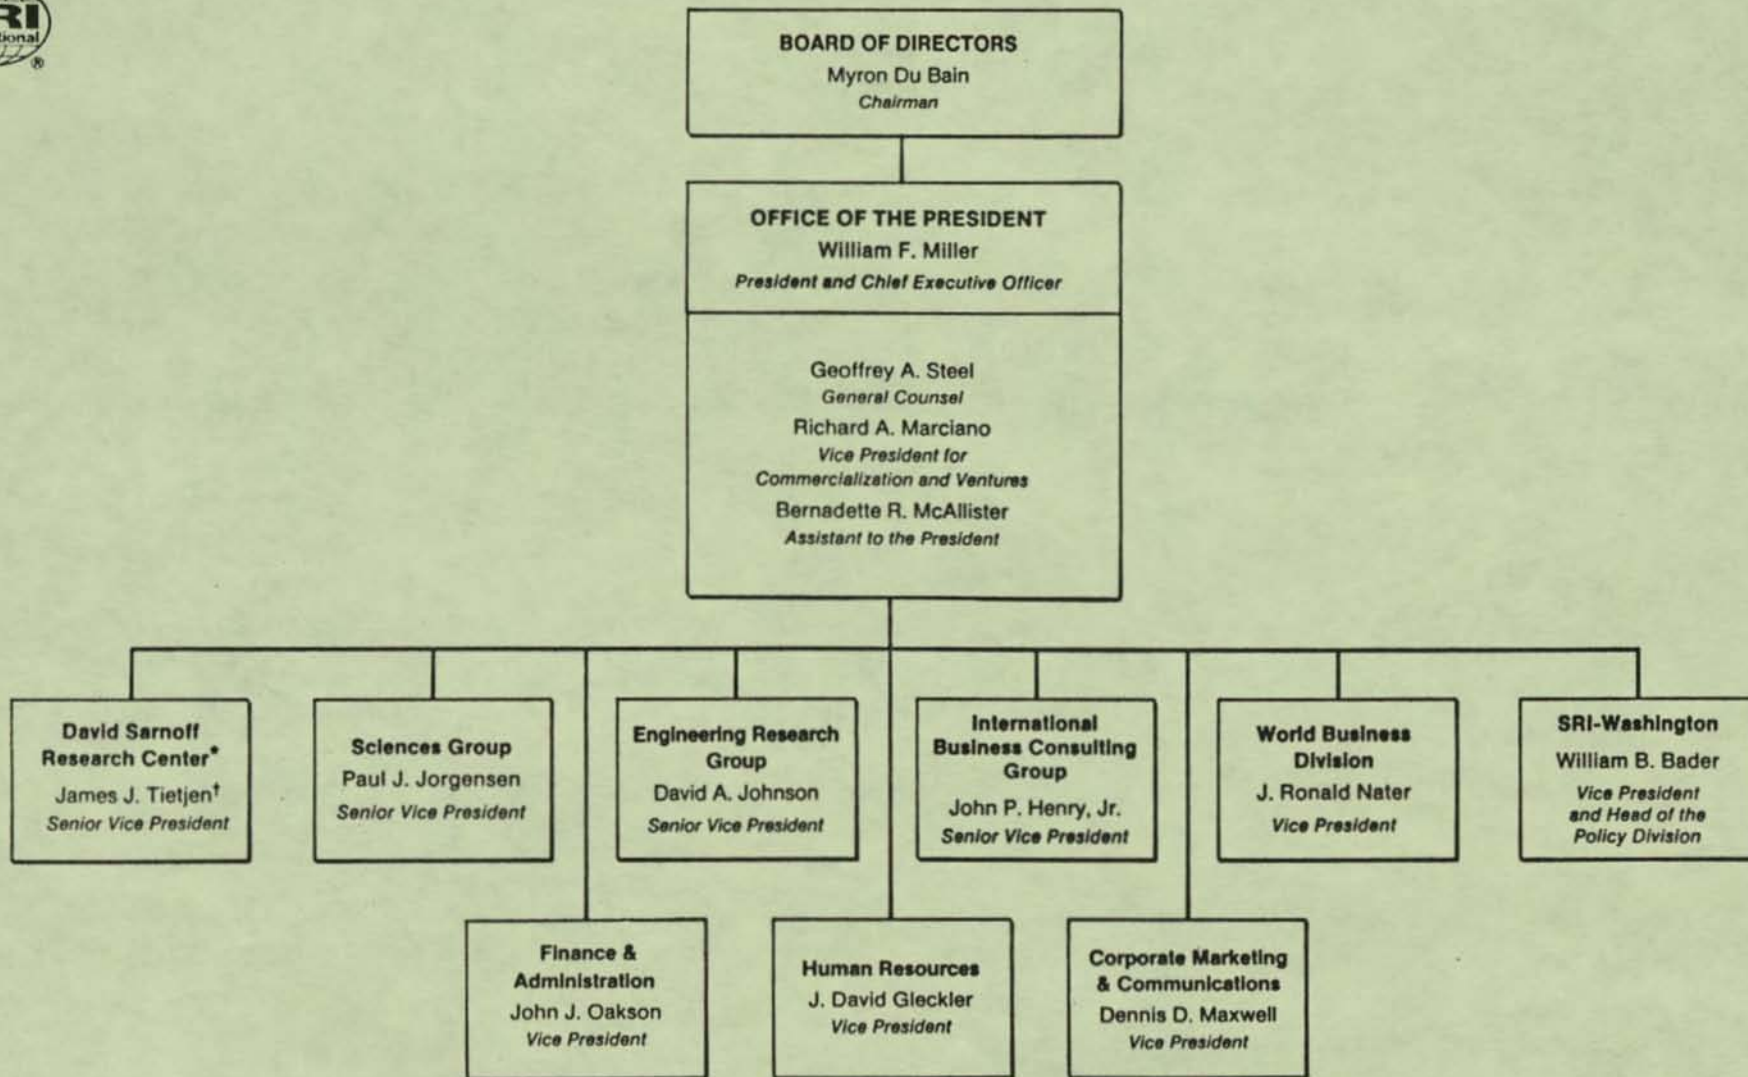 RI
tional
®
BOARD OF DIRECTORS
Myron Du Bain
Chairman
OFFICE OF THE PRESIDENT
William F. Miller
President and Chief Executive Officer
Geoffrey A. Steel
General Counsel
Richard A. Marciano
Vice President for
Commercialization and Ventures
Bernadette R. McAllister
Assistant to the President
David Sarnoff
Research Center*
James J. Tietjen†
Senior Vice President
Sciences Group
Paul J. Jorgensen
Senior Vice President
Engineering Research
Group
David A. Johnson
Senior Vice President
International
Business Consulting
Group
John P. Henry, Jr.
Senior Vice President
World Business
Division
J. Ronald Nater
Vice President
SRI-Washington
William B. Bader
Vice President
and Head of the
Policy Division
Finance &
Administration
John J. Oakson
Vice President
Human Resources
J. David Gleckler
Vice President
Corporate Marketing
& Communications
Dennis D. Maxwell
Vice President